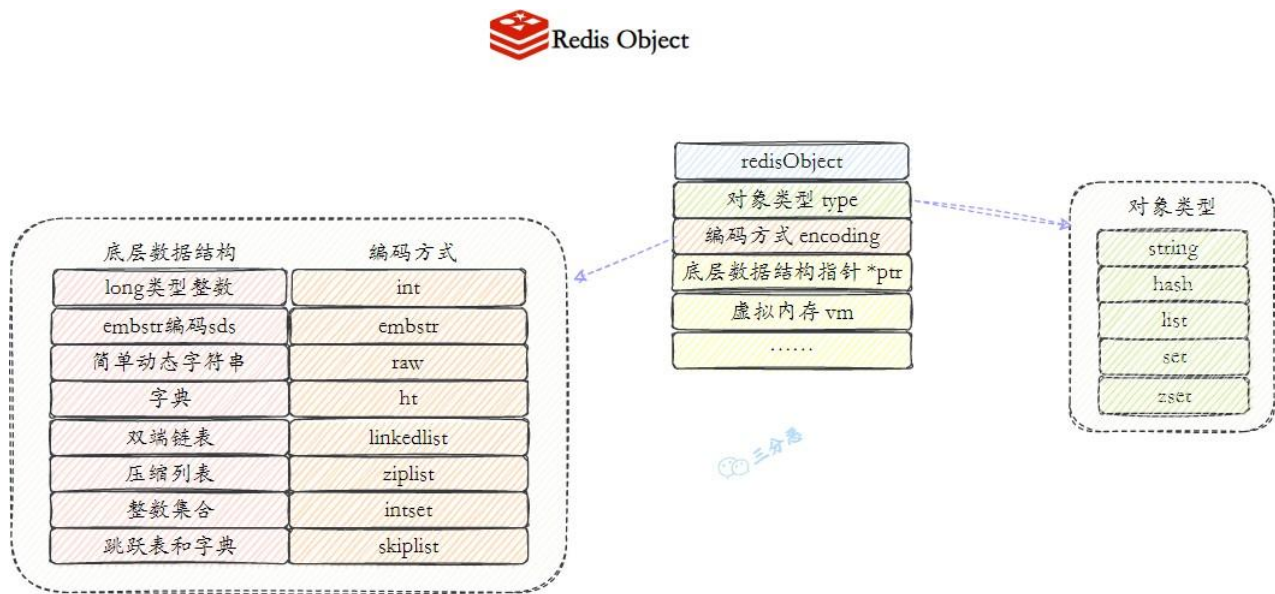 Redis Object
redisObject
对象类型 type
编码方式 encoding
底层数据结构指针 *ptr
虚拟内存 vm
……
底层数据结构 编码方式
long类型整数 int
embstr编码sds embstr
简单动态字符串 raw
字典 ht
双端链表 linkedlist
压缩列表 ziplist
整数集合 intset
跳跃表和字典 skiplist
对象类型
string
hash
list
set
zset
三分恶